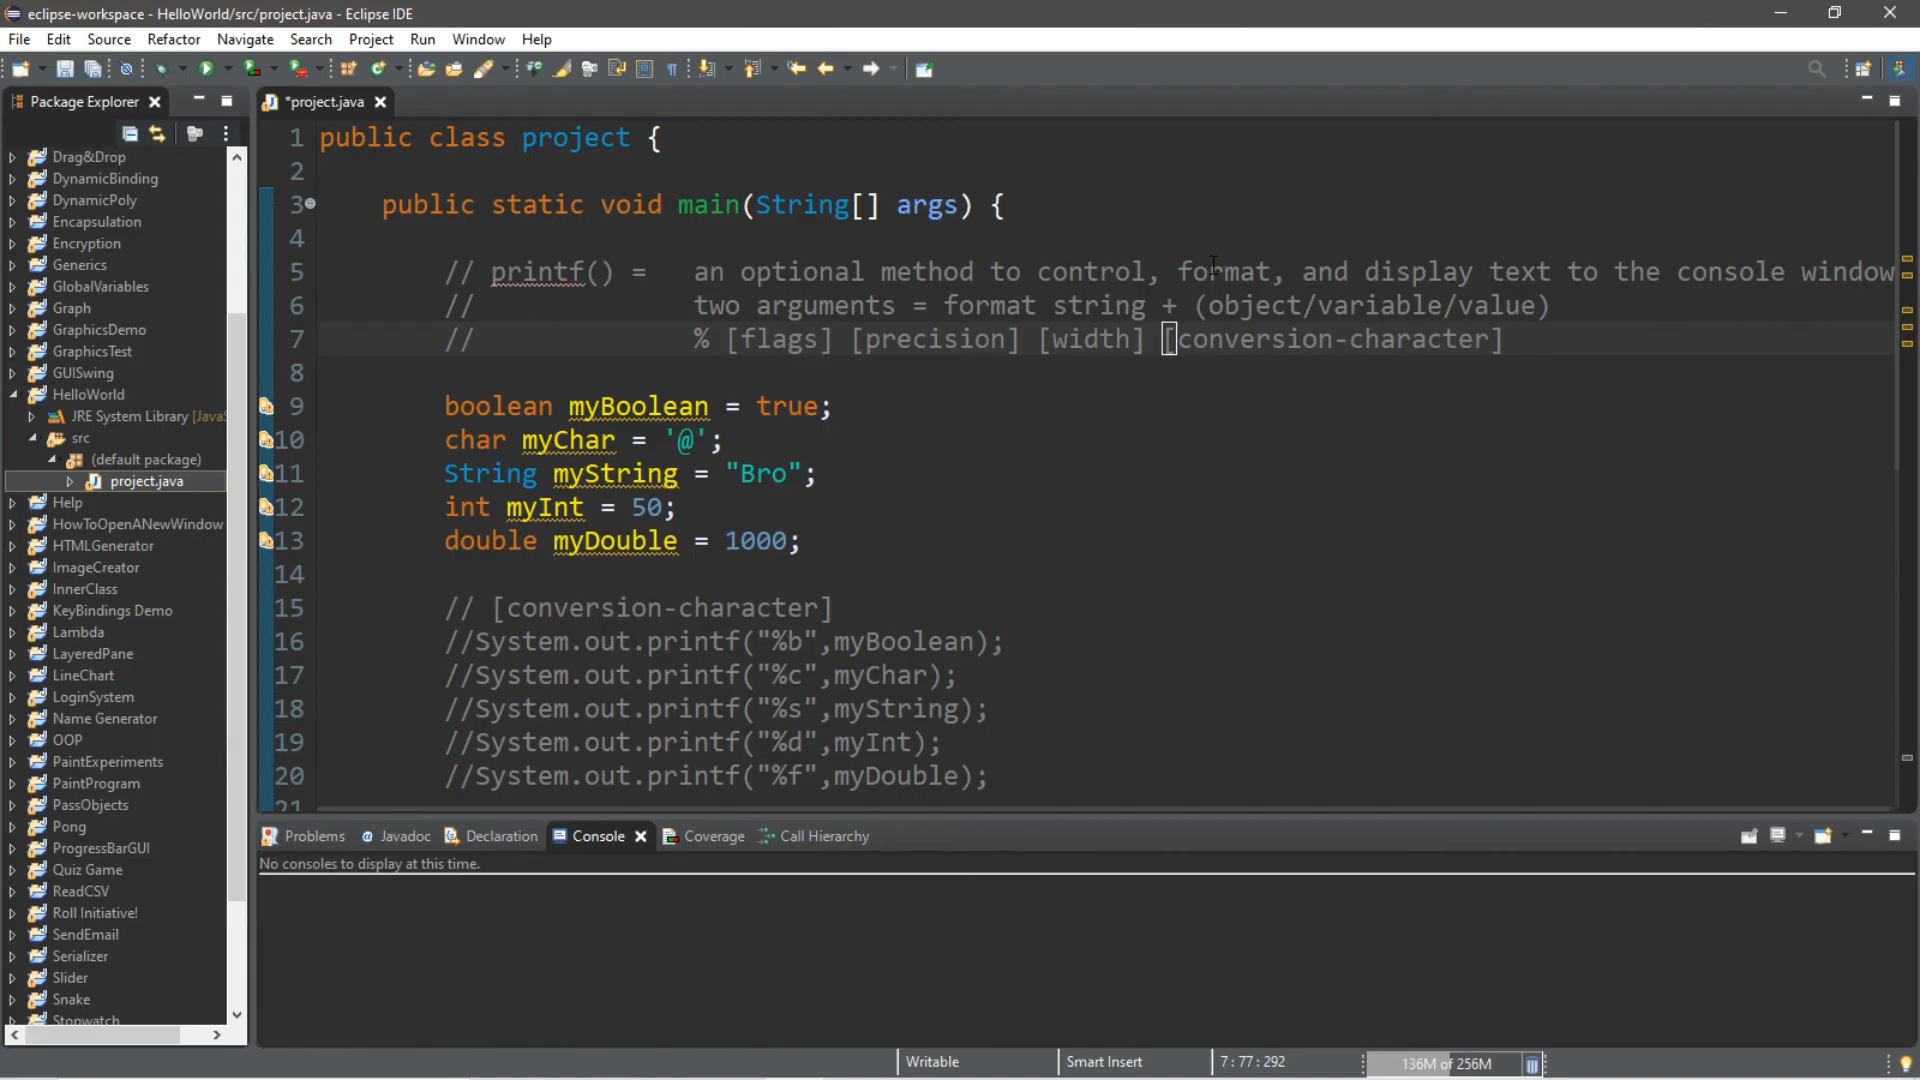 eclipse-workspace - HelloWorld/src/project.java - Eclipse IDE
File Edit Source Refactor Navigate Search Project Run Window Help
Package Explorer
*project.java
Drag&Drop
DynamicBinding
DynamicPoly
Encapsulation
Encryption
Generics
GlobalVariables
Graph
GraphicsDemo
GraphicsTest
GUISwing
HelloWorld
JRE System Library [JavaS
src
(default package)
project.java
Help
HowToOpenANewWindow
HTMLGenerator
ImageCreator
InnerClass
KeyBindings Demo
Lambda
LayeredPane
LineChart
LoginSystem
Name Generator
OOP
PaintExperiments
PaintProgram
PassObjects
Pong
ProgressBarGUI
Quiz Game
ReadCSV
Roll Initiative!
SendEmail
Serializer
Slider
Snake
Stopwatch
1 public class project {
2
3 public static void main(String[] args) {
4
5 // printf() = an optional method to control, format, and display text to the console window
6 // two arguments = format string + (object/variable/value)
7 // % [flags] [precision] [width] [conversion-character]
8
9 boolean myBoolean = true;
10 char myChar = '@';
11 String myString = "Bro";
12 int myInt = 50;
13 double myDouble = 1000;
14
15 // [conversion-character]
16 //System.out.printf("%b",myBoolean);
17 //System.out.printf("%c",myChar);
18 //System.out.printf("%s",myString);
19 //System.out.printf("%d",myInt);
20 //System.out.printf("%f",myDouble);
21
Problems Javadoc Declaration Console Coverage Call Hierarchy
No consoles to display at this time.
Writable Smart Insert 7 : 77 : 292 136M of 256M